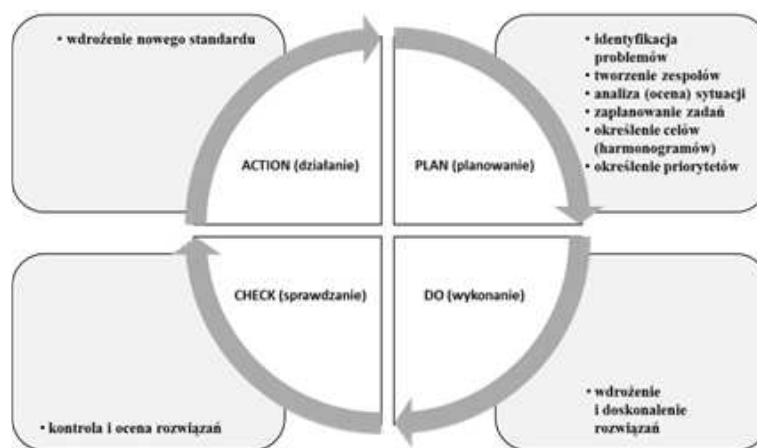 • wdrożenie nowego standardu
• identyfikacja
problemów
• tworzenie zespołów
• analiza (ocena) sytuacji
• zaplanowanie zadań
• określenie celów
(harmonogramów)
• określenie priorytetów
ACTION (działanie)
PLAN (planowanie)
CHECK (sprawdzanie)
DO (wykonanie)
• kontrola i ocena rozwiązań
• wdrożenie
i doskonalenie
rozwiązań